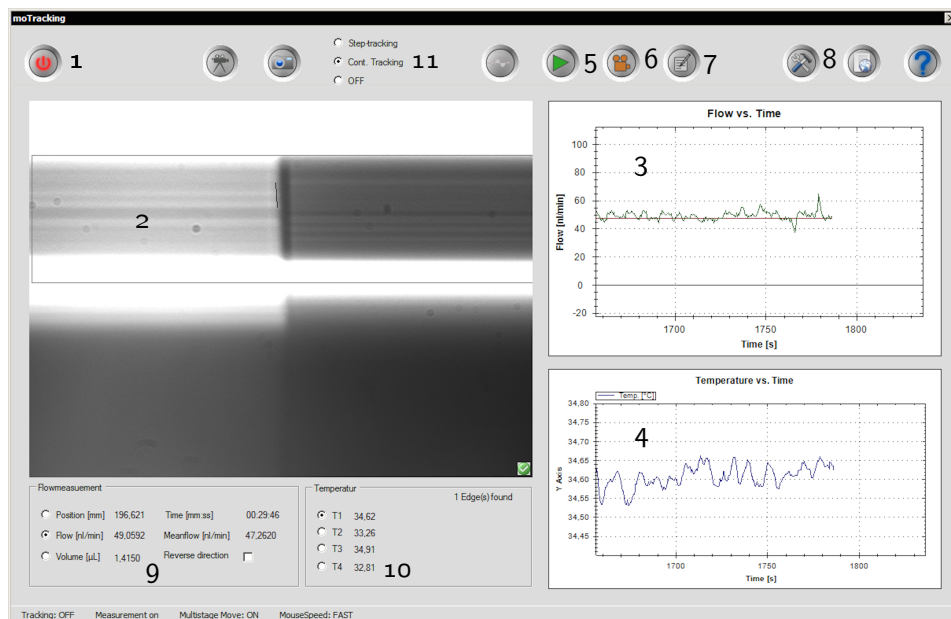 moTracking
1
Step-tracking
Cont. Tracking 11
OFF
5 6 7 8
2
Flow vs. Time
3
Flow [nl/min]
100
80
60
40
20
0
-20
1700 1750 1800
Time [s]
Temperature vs. Time
Temp. [°C]
4
Y Axis
34,80
34,75
34,70
34,65
34,60
34,55
34,50
34,45
1700 1750 1800
Time [s]
Flowmeasuement
Position [mm] 196,621 Time [mm:ss] 00:29:46
Flow [nl/min] 49,0592 Meanflow [nl/min] 47,2620
Volume [µL] 1,4150 Reverse direction
9
Temperatur
1 Edge(s) found
T1 34,62
T2 33,26
T3 34,91
T4 32,81 10
Tracking: OFF Measurement on Multistage Move: ON MouseSpeed: FAST